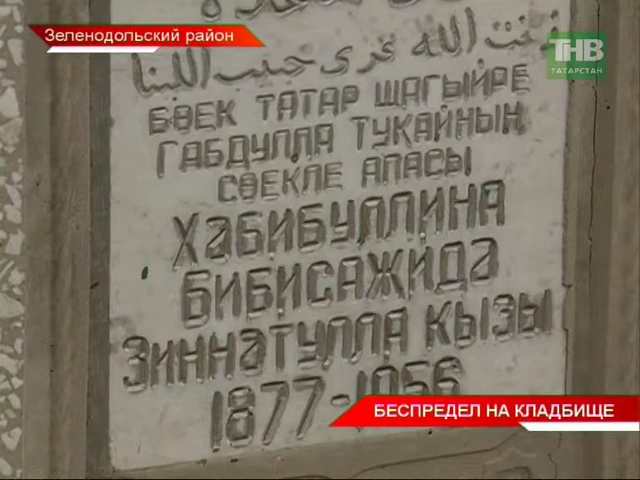 Зеленодольский район
ТНВ
ТАТАРСТАН
БӨЕК ТАТАР ШАГЫЙРЕ
ГАБДУЛЛА ТУКАЙНЫҢ
СӨЕКЛЕ АПАСЫ
ХАБИБУЛЛИНА
БИБИСАЖИДА
ЗИННАТУЛЛА КЫЗЫ
1877-1956
БЕСПРЕДЕЛ НА КЛАДБИЩЕ